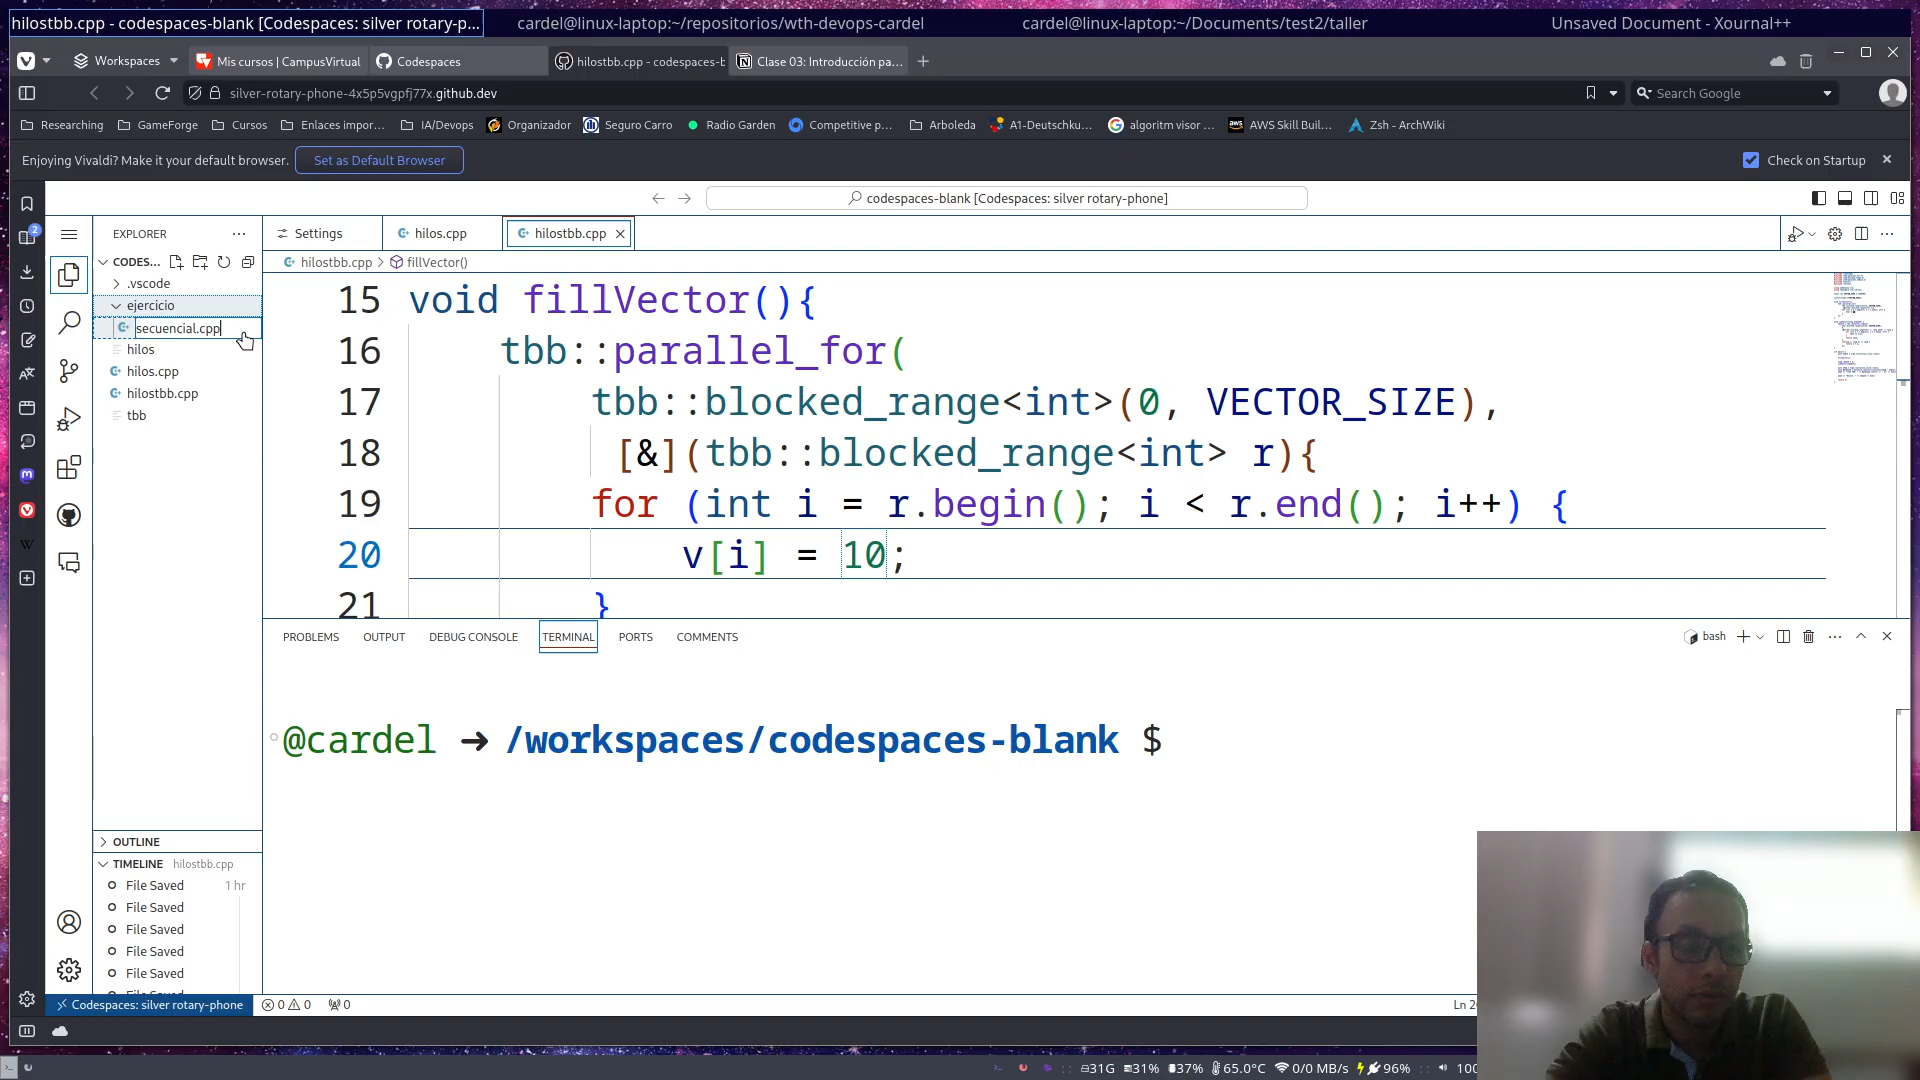 hilostbb.cpp - codespaces-blank [Codespaces: silver rotary-p...
cardel@linux-laptop:~/repositorios/wth-devops-cardel
cardel@linux-laptop:~/Documents/test2/taller
Unsaved Document - Xournal++
Workspaces
Mis cursos | CampusVirtual
Codespaces
hilostbb.cpp - codespaces-b
Clase 03: Introducción pa...
silver-rotary-phone-4x5p5vgpfj77x.github.dev
Search Google
Researching
GameForge
Cursos
Enlaces impor...
IA/Devops
Organizador
Seguro Carro
Radio Garden
Competitive p...
Arboleda
A1-Deutschku...
algoritm visor ...
AWS Skill Buil...
Zsh - ArchWiki
Enjoying Vivaldi? Make it your default browser.
Set as Default Browser
Check on Startup
codespaces-blank [Codespaces: silver rotary-phone]
2
EXPLORER
Settings
hilos.cpp
hilostbb.cpp
CODES...
hilostbb.cpp > fillVector()
.vscode
ejercicio
secuencial.cpp
hilos
hilos.cpp
hilostbb.cpp
tbb
15 void fillVector(){
16 tbb::parallel_for(
17 tbb::blocked_range<int>(0, VECTOR_SIZE),
18 [&](tbb::blocked_range<int> r){
19 for (int i = r.begin(); i < r.end(); i++) {
20 v[i] = 10;
21 }
PROBLEMS
OUTPUT
DEBUG CONSOLE
TERMINAL
PORTS
COMMENTS
bash
@cardel ➜ /workspaces/codespaces-blank $
OUTLINE
TIMELINE hilostbb.cpp
File Saved 1 hr
File Saved
File Saved
File Saved
File Saved
Codespaces: silver rotary-phone
0 0
0
31G
31%
37%
65.0°C
0/0 MB/s
96%